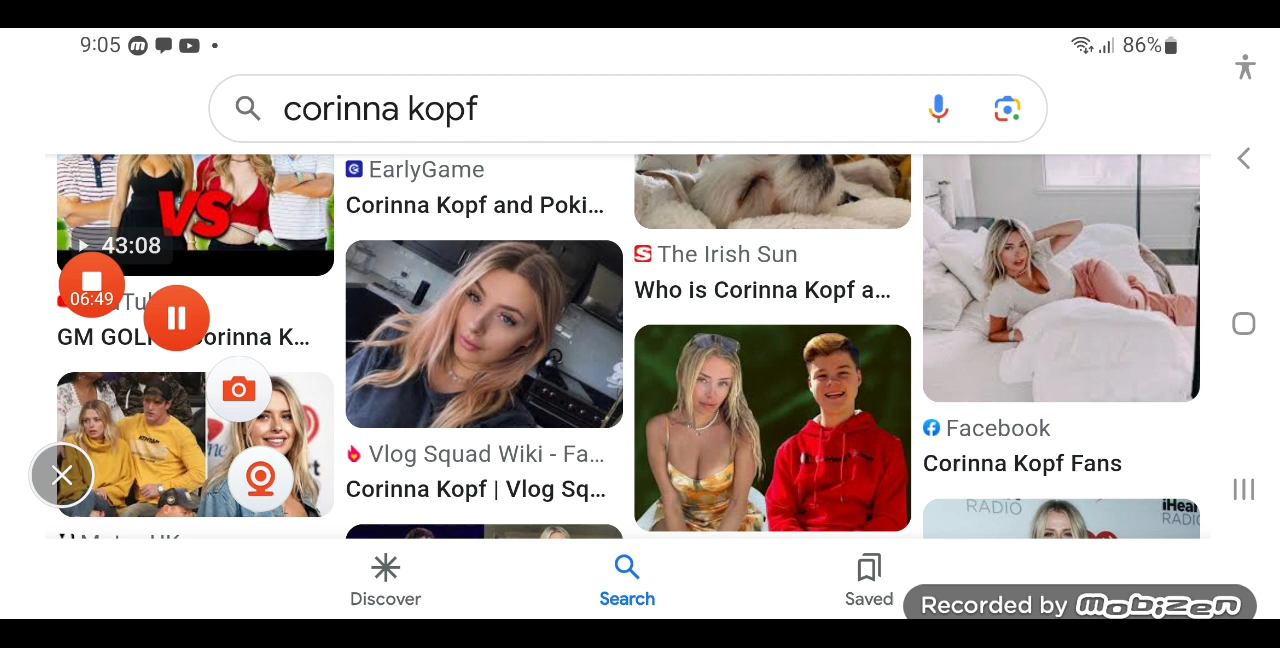 9:05
86%
corinna kopf
VS
43:08
06:49
GM GOL
orinna K...
EarlyGame
Corinna Kopf and Poki...
Vlog Squad Wiki - Fa...
Corinna Kopf | Vlog Sq...
The Irish Sun
Who is Corinna Kopf a...
Facebook
Corinna Kopf Fans
RADIO
iHear
RADIO
Discover
Search
Saved
Recorded by mobizen